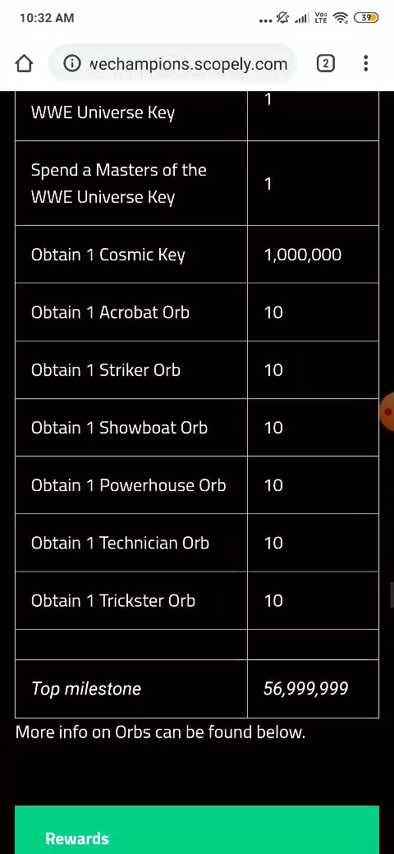 10:32 AM
... Vo) LTE 39
wechampions.scopely.com 2
WWE Universe Key 1
Spend a Masters of the
WWE Universe Key 1
Obtain 1 Cosmic Key 1,000,000
Obtain 1 Acrobat Orb 10
Obtain 1 Striker Orb 10
Obtain 1 Showboat Orb 10
Obtain 1 Powerhouse Orb 10
Obtain 1 Technician Orb 10
Obtain 1 Trickster Orb 10
Top milestone 56,999,999
More info on Orbs can be found below.
Rewards